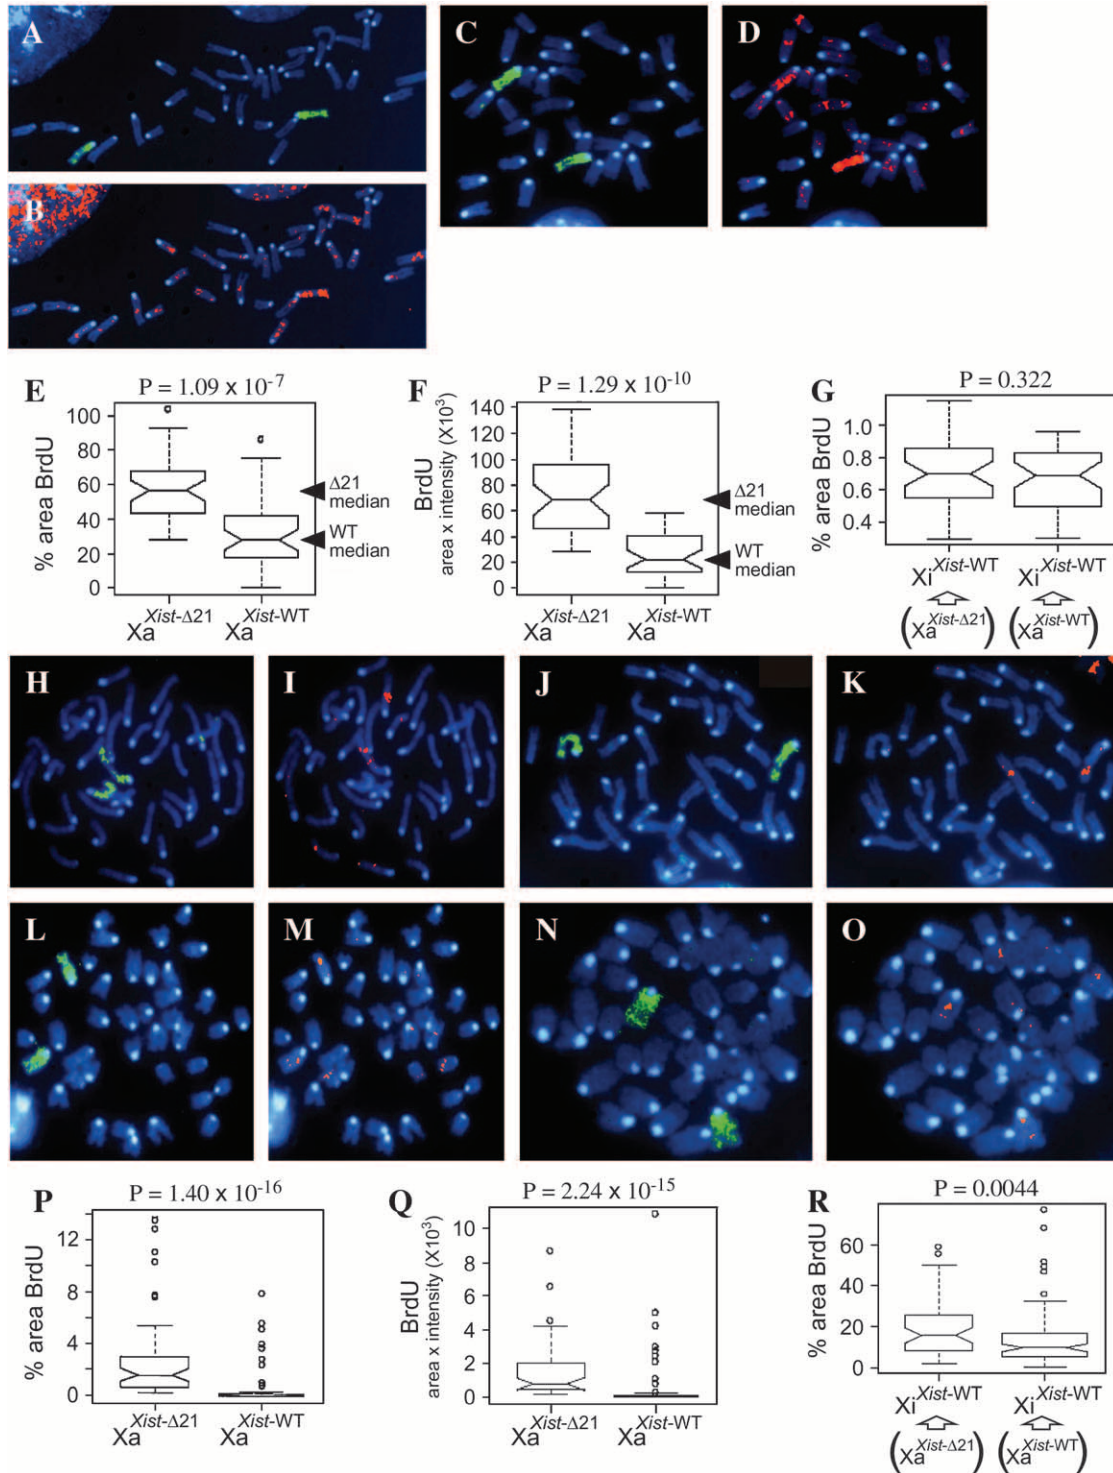 A
B
C
D
E
P = 1.09 x 10⁻⁷
% area BrdU
100
80
60
40
20
0
Δ21 median
WT median
Xa Xist-Δ21
Xa Xist-WT
F
P = 1.29 x 10⁻¹⁰
BrdU
area x intensity (X10³)
140
120
100
80
60
40
20
0
Δ21 median
WT median
Xa Xist-Δ21
Xa Xist-WT
G
P = 0.322
% area BrdU
1.0
0.8
0.6
0.4
Xi Xist-WT
Xi Xist-WT
(Xa Xist-Δ21)
(Xa Xist-WT)
H
I
J
K
L
M
N
O
P
P = 1.40 x 10⁻¹⁶
% area BrdU
12
8
4
2
0
Xa Xist-Δ21
Xa Xist-WT
Q
P = 2.24 x 10⁻¹⁵
BrdU
area x intensity (X10³)
10
8
6
4
2
0
Xa Xist-Δ21
Xa Xist-WT
R
P = 0.0044
% area BrdU
60
40
20
0
Xi Xist-WT
Xi Xist-WT
(Xa Xist-Δ21)
(Xa Xist-WT)